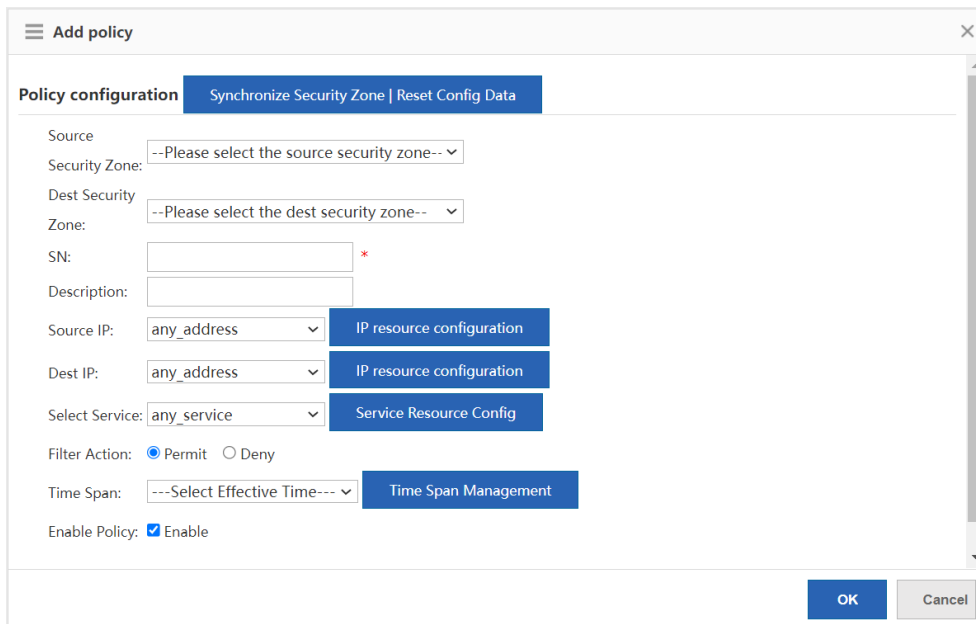 Add policy
Policy configuration Synchronize Security Zone | Reset Config Data
Source
Security Zone: --Please select the source security zone--
Dest Security
Zone: --Please select the dest security zone--
SN: *
Description:
Source IP: any_address IP resource configuration
Dest IP: any_address IP resource configuration
Select Service: any_service Service Resource Config
Filter Action: Permit Deny
Time Span: ---Select Effective Time--- Time Span Management
Enable Policy: Enable
OK Cancel